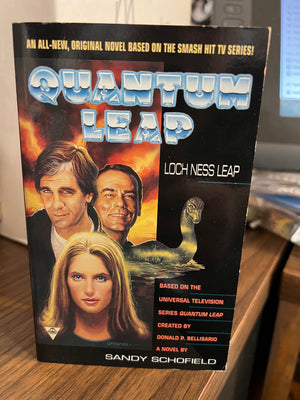 AN ALL-NEW, ORIGINAL NOVEL BASED ON THE SMASH HIT TV SERIES!
QUANTUM
LEAP
LOCH NESS LEAP
BASED ON THE
UNIVERSAL TELEVISION
SERIES QUANTUM LEAP
CREATED BY
DONALD P. BELLISARIO
A NOVEL BY
SANDY SCHOFIELD